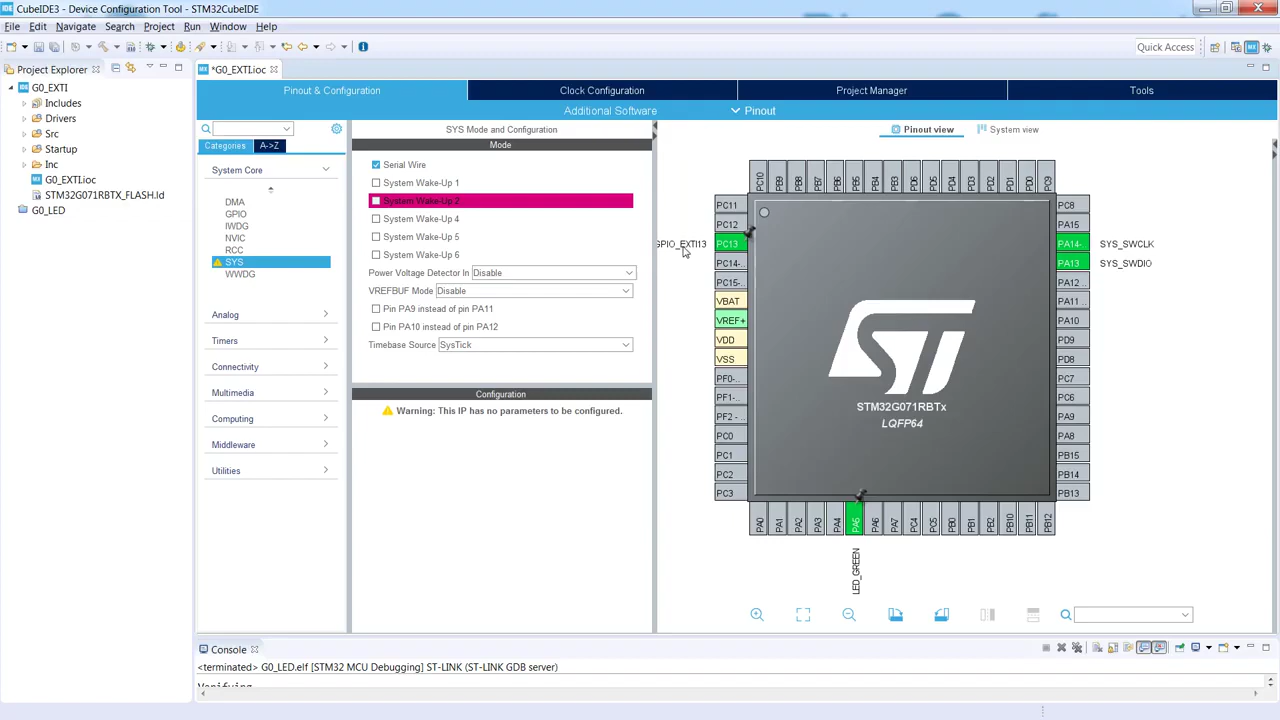 CubeIDE3 - Device Configuration Tool - STM32CubeIDE
File Edit Navigate Search Project Run Window Help
Quick Access
Project Explorer
*G0_EXTI.ioc
G0_EXTI
Includes
Drivers
Src
Startup
Inc
G0_EXTI.ioc
STM32G071RBTX_FLASH.ld
G0_LED
Pinout & Configuration
Clock Configuration
Project Manager
Tools
Additional Software
Pinout
Categories
A->Z
System Core
DMA
GPIO
IWDG
NVIC
RCC
SYS
WWDG
Analog
Timers
Connectivity
Multimedia
Computing
Middleware
Utilities
SYS Mode and Configuration
Mode
Serial Wire
System Wake-Up 1
System Wake-Up 2
System Wake-Up 4
System Wake-Up 5
System Wake-Up 6
Power Voltage Detector In Disable
VREFBUF Mode Disable
Pin PA9 instead of pin PA11
Pin PA10 instead of pin PA12
Timebase Source SysTick
Configuration
Warning: This IP has no parameters to be configured.
Pinout view
System view
PC10 PB9 PB8 PB7 PB6 PB5 PB4 PB3 PD6 PD5 PD4 PD3 PD2 PD1 PD0 PC9
PC11
PC12
GPIO_EXTI13 PC13
PC14-
PC15-
VBAT
VREF+
VDD
VSS
PF0-..
PF1-..
PF2 -..
PC0
PC1
PC2
PC3
PC8
PA15
PA14- SYS_SWCLK
PA13 SYS_SWDIO
PA12 ..
PA11 ..
PA10
PD9
PD8
PC7
PC6
PA9
PA8
PB15
PB14
PB13
ST
STM32G071RBTx
LQFP64
PA0 PA1 PA2 PA3 PA4 PA5 PA6 PA7 PC4 PC5 PB0 PB1 PB2 PB10 PB11 PB12
LED_GREEN
Console
<terminated> G0_LED.elf [STM32 MCU Debugging] ST-LINK (ST-LINK GDB server)
Verifying